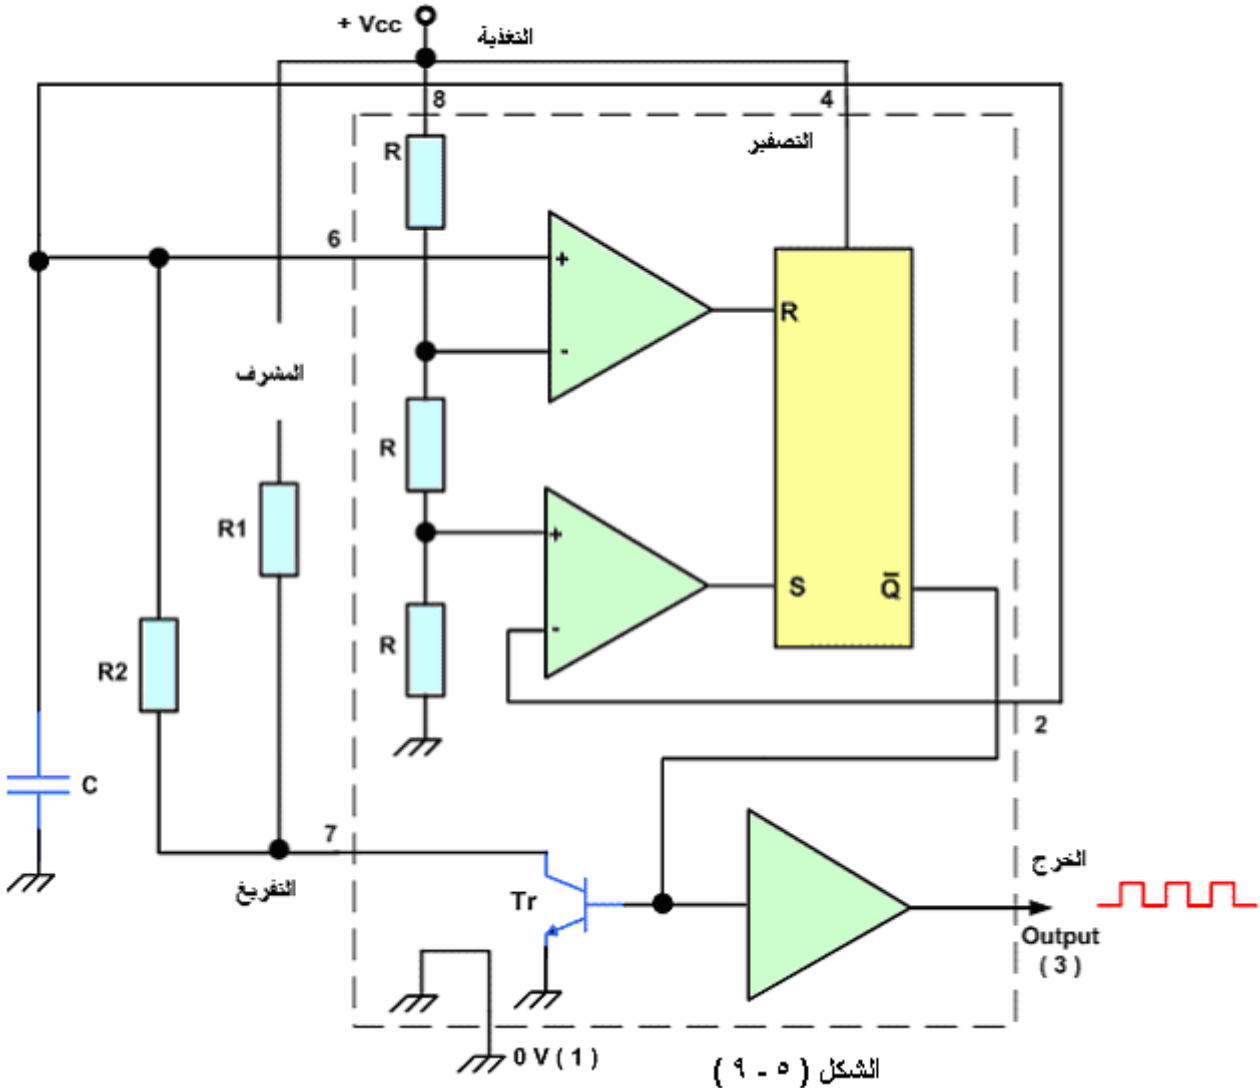 + Vcc
التغذية
8
4
R
التصفير
6
+
R
-
المشرف
R
+
R1
S
Q̅
-
R
R2
2
C
7
الخرج
التفريغ
Tr
Output
( 3 )
0 V ( 1 )
الشكل ( ٥ - ٩ )